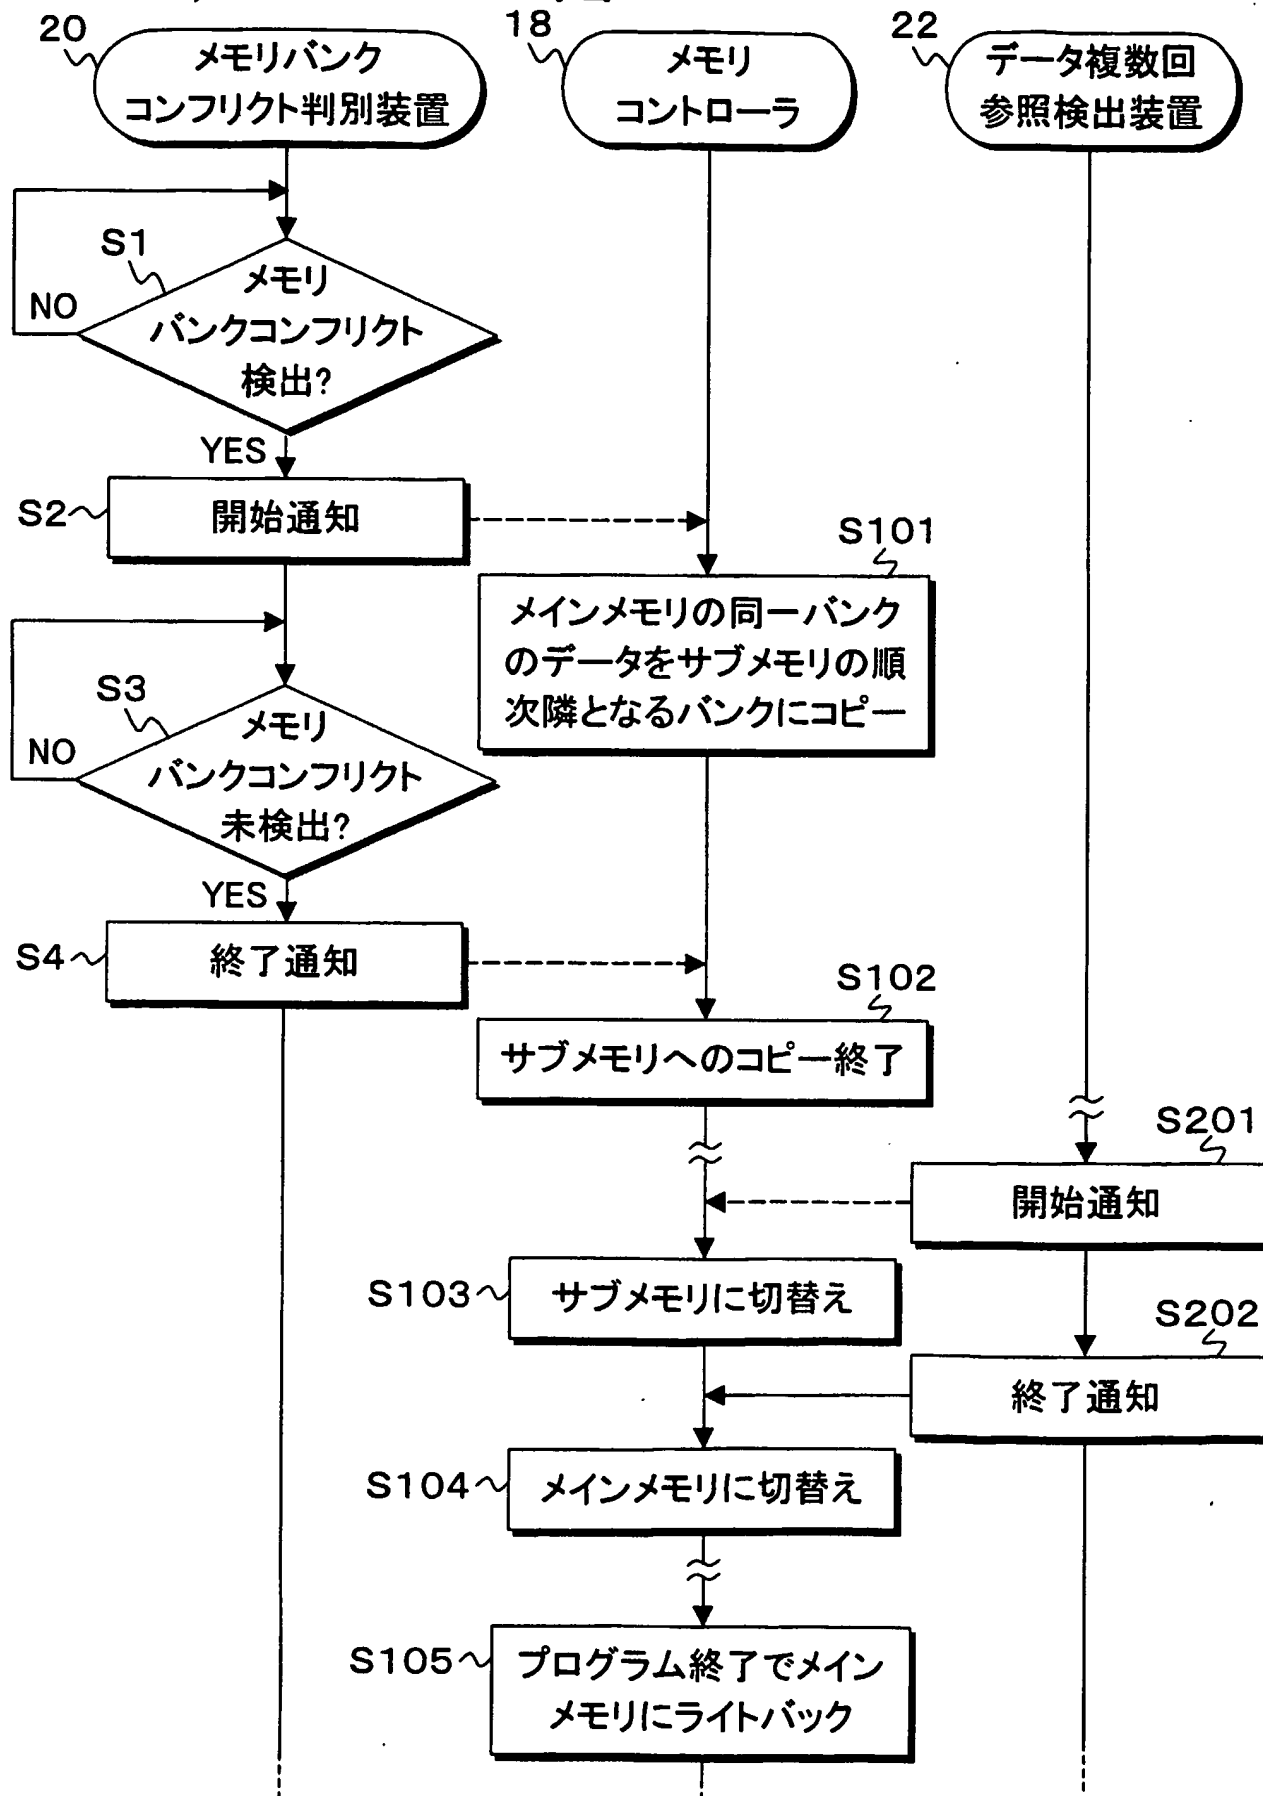 20
メモリバンク
コンフリクト判別装置
18
メモリ
コントローラ
22
データ複数回
参照検出装置
S1
メモリ
バンクコンフリクト
検出?
NO
YES
S2
開始通知
S101
メインメモリの同一バンク
のデータをサブメモリの順
次隣となるバンクにコピー
S3
メモリ
バンクコンフリクト
未検出?
NO
YES
S4
終了通知
S102
サブメモリへのコピー終了
S201
開始通知
S103
サブメモリに切替え
S202
終了通知
S104
メインメモリに切替え
S105
プログラム終了でメイン
メモリにライトバック